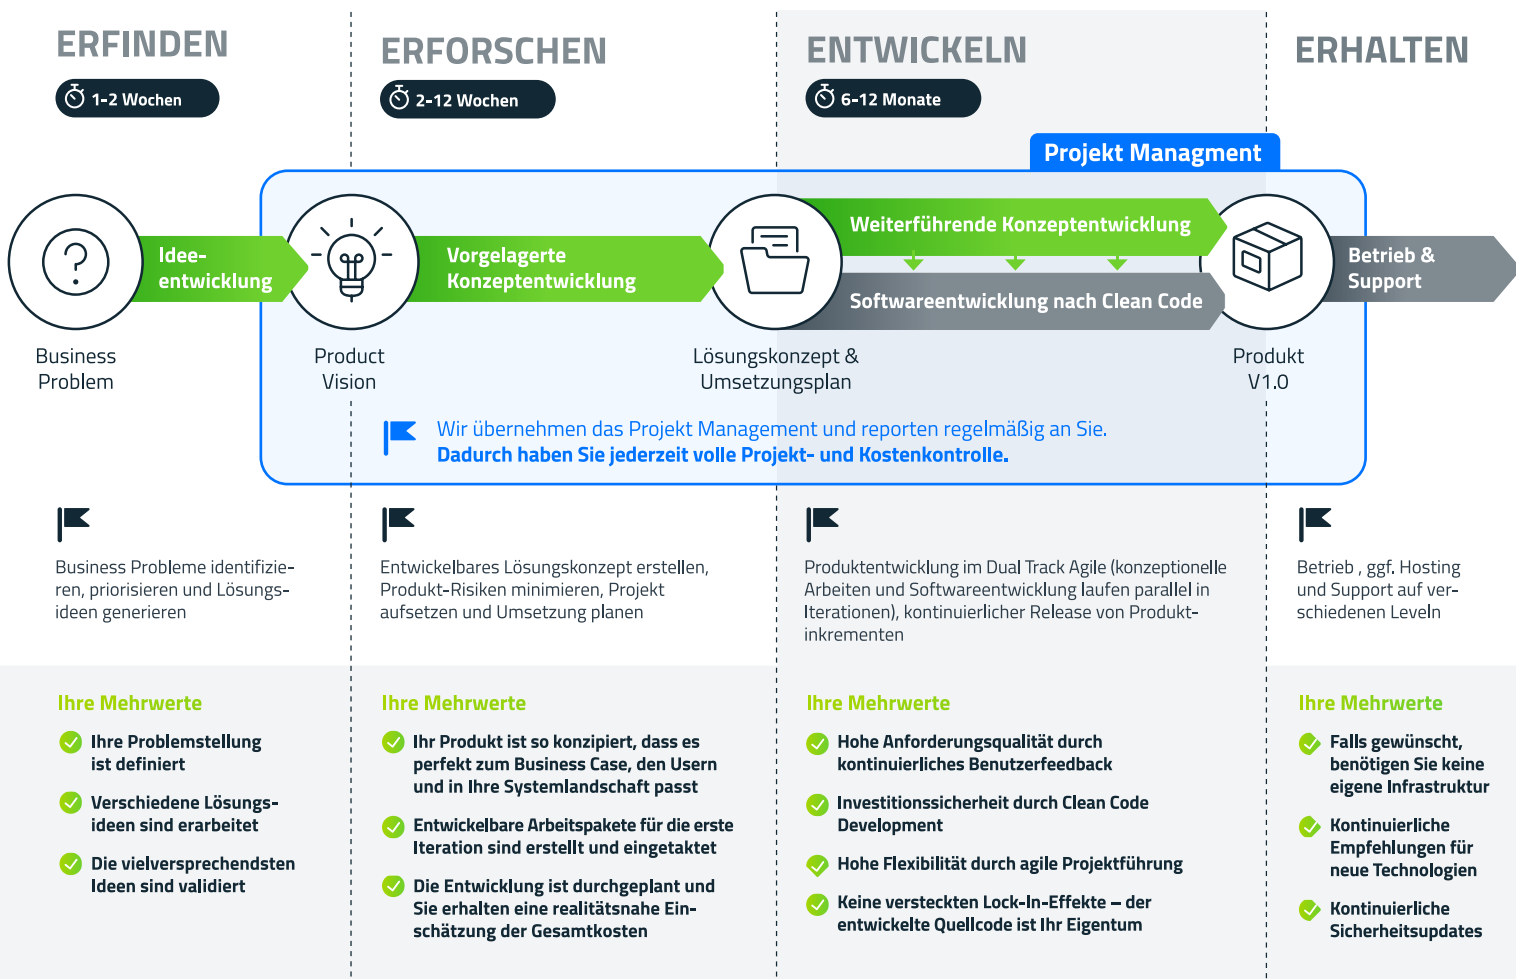 ERFINDEN
1-2 Wochen
ERFORSCHEN
2-12 Wochen
ENTWICKELN
6-12 Monate
ERHALTEN
Projekt Managment
Idee-
entwicklung
Vorgelagerte
Konzeptentwicklung
Weiterführende Konzeptentwicklung
Softwareentwicklung nach Clean Code
Betrieb &
Support
Business
Problem
Product
Vision
Lösungskonzept &
Umsetzungsplan
Produkt
V1.0
Wir übernehmen das Projekt Management und reporten regelmäßig an Sie.
Dadurch haben Sie jederzeit volle Projekt- und Kostenkontrolle.
Business Probleme identifizie-
ren, priorisieren und Lösungs-
ideen generieren
Entwickelbares Lösungskonzept erstellen,
Produkt-Risiken minimieren, Projekt
aufsetzen und Umsetzung planen
Produktentwicklung im Dual Track Agile (konzeptionelle
Arbeiten und Softwareentwicklung laufen parallel in
Iterationen), kontinuierlicher Release von Produkt-
inkrementen
Betrieb , ggf. Hosting
und Support auf ver-
schiedenen Leveln
Ihre Mehrwerte
Ihre Problemstellung
ist definiert
Verschiedene Lösungs-
ideen sind erarbeitet
Die vielversprechendsten
Ideen sind validiert
Ihre Mehrwerte
Ihr Produkt ist so konzipiert, dass es
perfekt zum Business Case, den Usern
und in Ihre Systemlandschaft passt
Entwickelbare Arbeitspakete für die erste
Iteration sind erstellt und eingetaktet
Die Entwicklung ist durchgeplant und
Sie erhalten eine realitätsnahe Ein-
schätzung der Gesamtkosten
Ihre Mehrwerte
Hohe Anforderungsqualität durch
kontinuierliches Benutzerfeedback
Investitionssicherheit durch Clean Code
Development
Hohe Flexibilität durch agile Projektführung
Keine versteckten Lock-In-Effekte – der
entwickelte Quellcode ist Ihr Eigentum
Ihre Mehrwerte
Falls gewünscht,
benötigen Sie keine
eigene Infrastruktur
Kontinuierliche
Empfehlungen für
neue Technologien
Kontinuierliche
Sicherheitsupdates